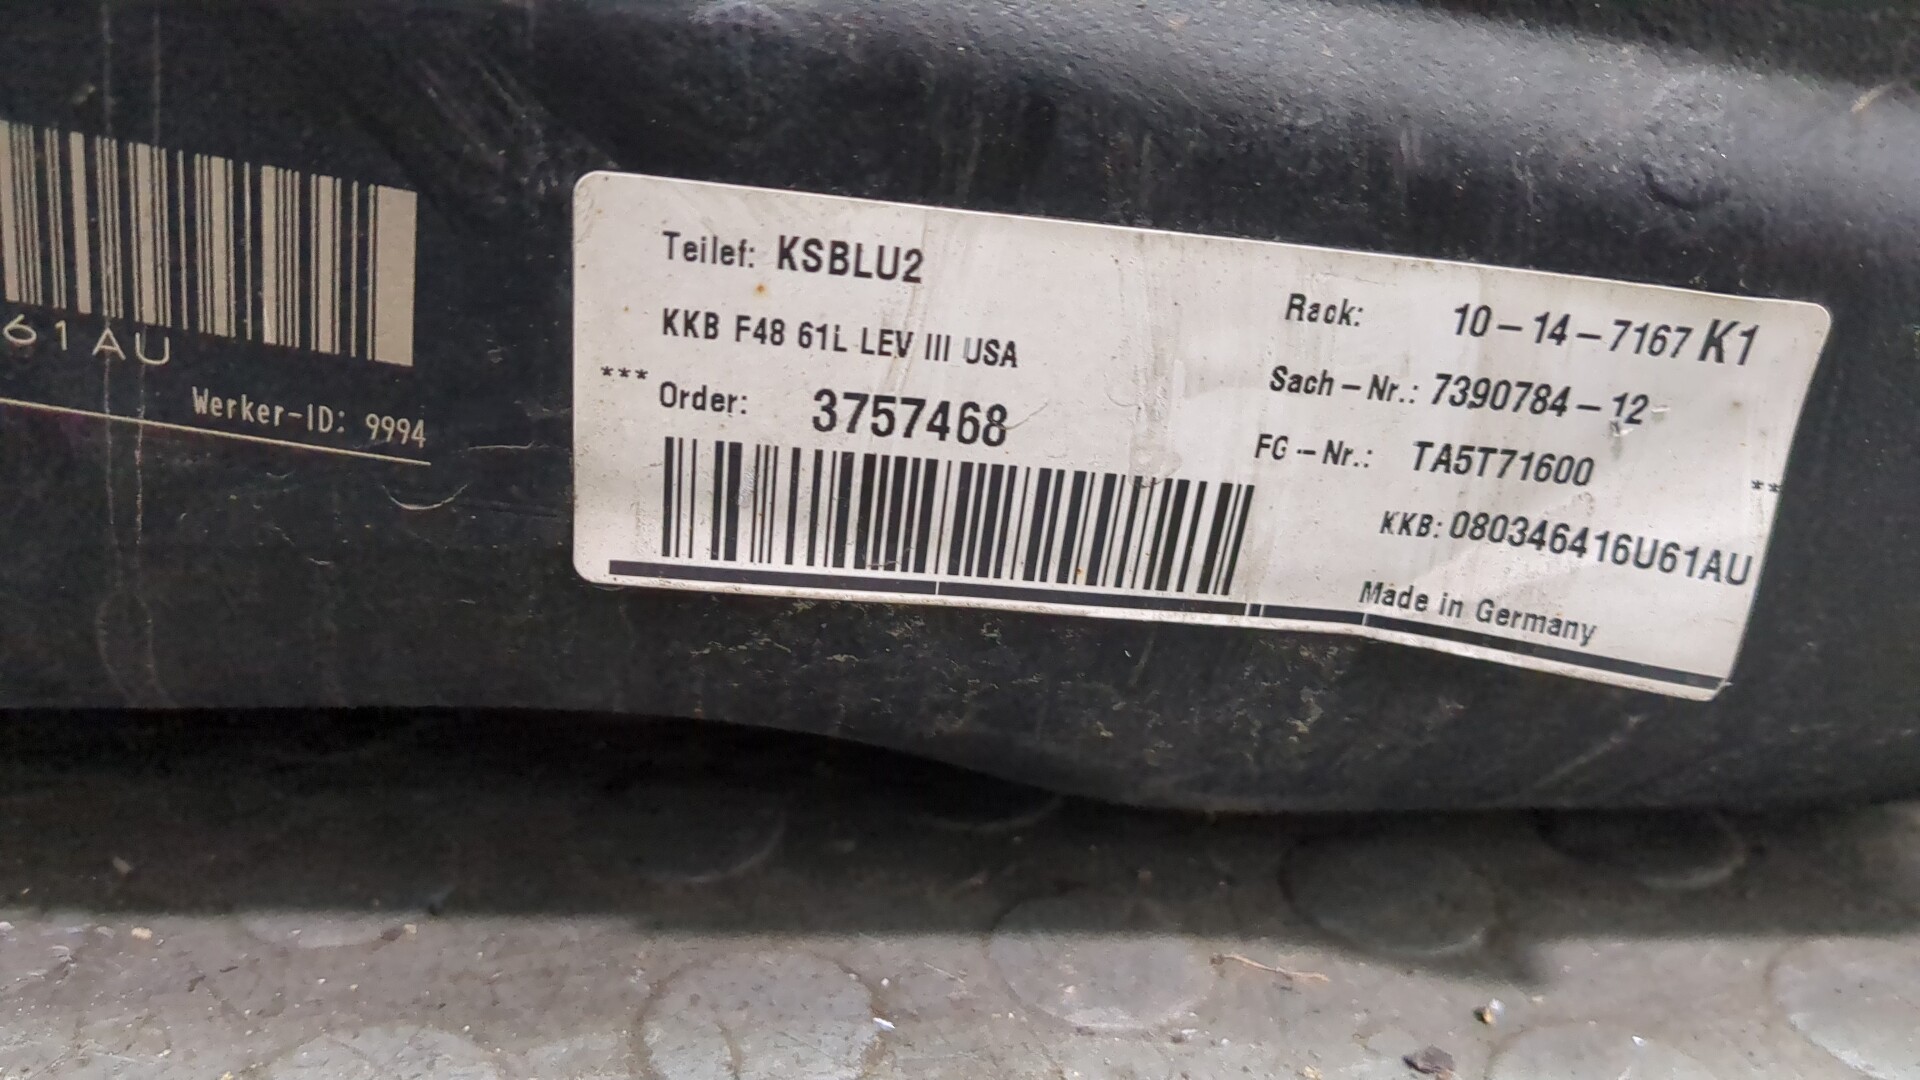 61AU
Werker-ID: 9994
Teilef: KSBLU2
KKB F48 61L LEV III USA
*** Order: 3757468
Rack: 10-14-7167 K1
Sach-Nr.: 7390784-12
FG-Nr.: TA5T71600
**
KKB: 080346416U61AU
Made in Germany